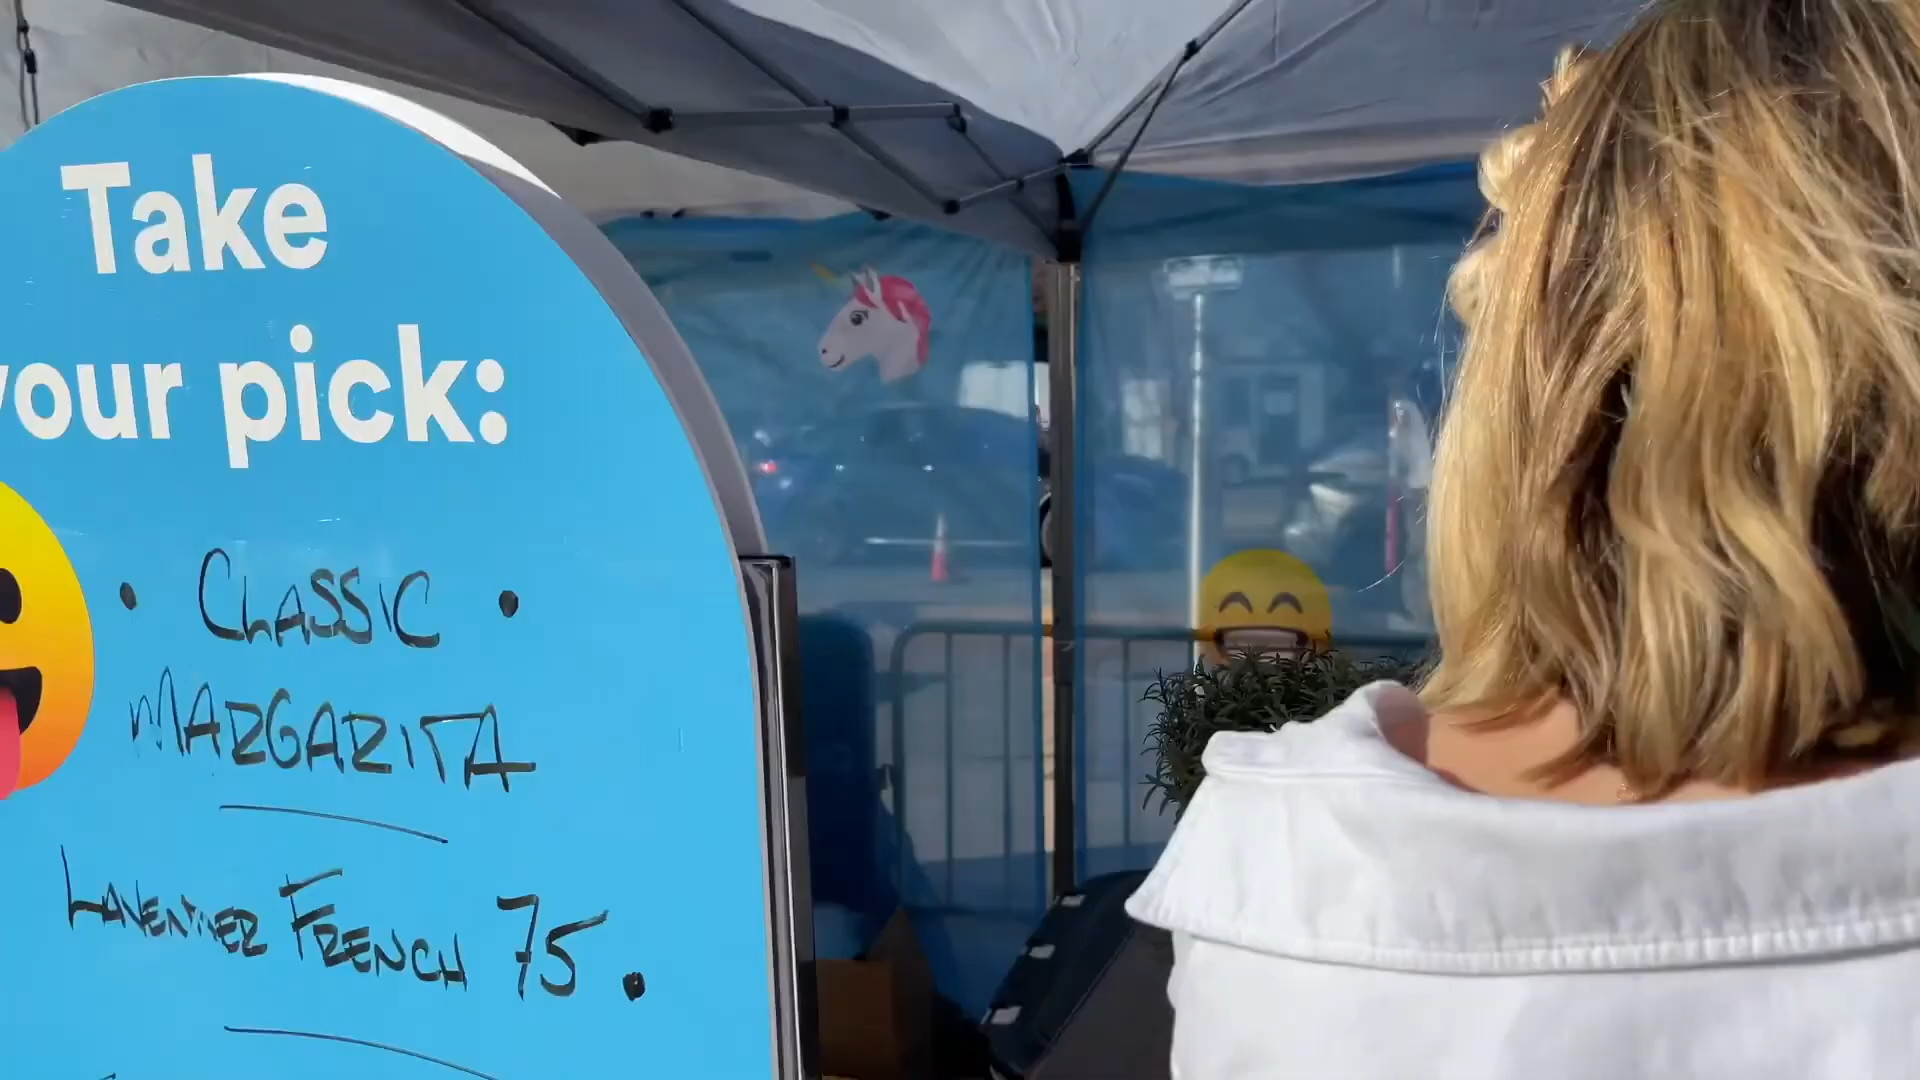 Take
your pick:
• CLASSIC •
MARGARITA
LAVENDER FRENCH 75 •